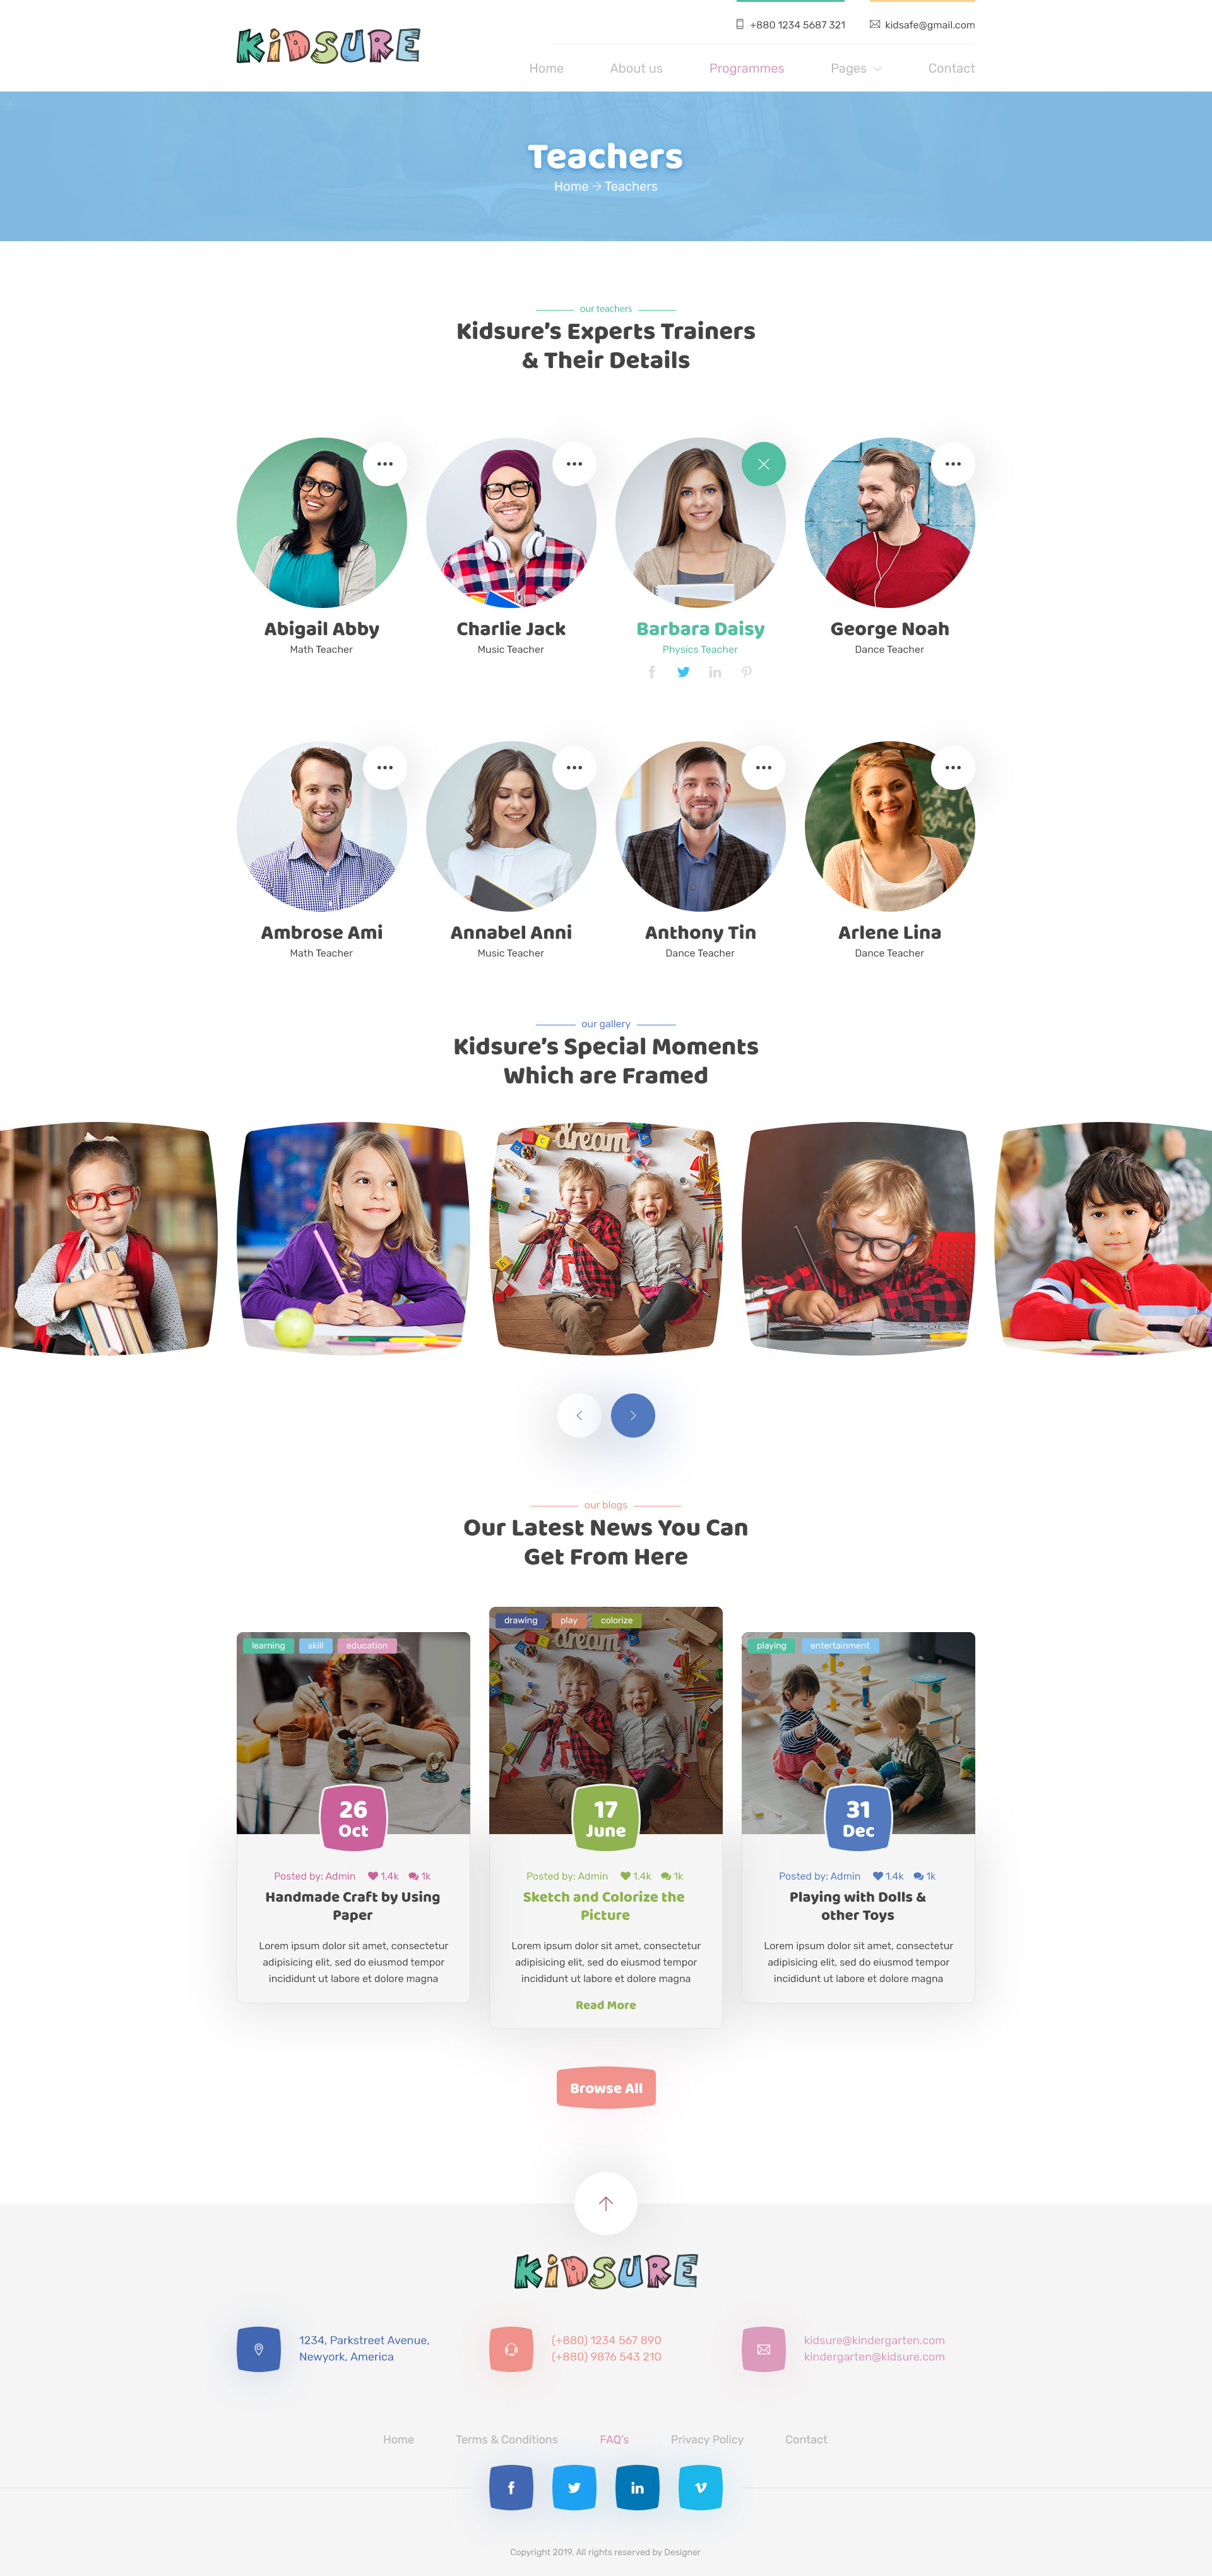 KiDSURE
+880 1234 5687 321
kidsafe@gmail.com
Home
About us
Programmes
Pages
Contact
Teachers
Home → Teachers
our teachers
Kidsure's Experts Trainers
& Their Details
Abigail Abby
Math Teacher
Charlie Jack
Music Teacher
Barbara Daisy
Physics Teacher
George Noah
Dance Teacher
Ambrose Ami
Math Teacher
Annabel Anni
Music Teacher
Anthony Tin
Dance Teacher
Arlene Lina
Dance Teacher
our gallery
Kidsure's Special Moments
Which are Framed
dream
our blogs
Our Latest News You Can
Get From Here
learning
skill
education
26
Oct
Posted by: Admin 1.4k 1k
Handmade Craft by Using
Paper
Lorem ipsum dolor sit amet, consectetur
adipisicing elit, sed do eiusmod tempor
incididunt ut labore et dolore magna
drawing
play
colorize
dream
17
June
Posted by: Admin 1.4k 1k
Sketch and Colorize the
Picture
Lorem ipsum dolor sit amet, consectetur
adipisicing elit, sed do eiusmod tempor
incididunt ut labore et dolore magna
Read More
playing
entertainment
31
Dec
Posted by: Admin 1.4k 1k
Playing with Dolls &
other Toys
Lorem ipsum dolor sit amet, consectetur
adipisicing elit, sed do eiusmod tempor
incididunt ut labore et dolore magna
Browse All
KiDSURE
1234, Parkstreet Avenue,
Newyork, America
(+880) 1234 567 890
(+880) 9876 543 210
kidsure@kindergarten.com
kindergarten@kidsure.com
Home
Terms & Conditions
FAQ's
Privacy Policy
Contact
Copyright 2019. All rights reserved by Designer